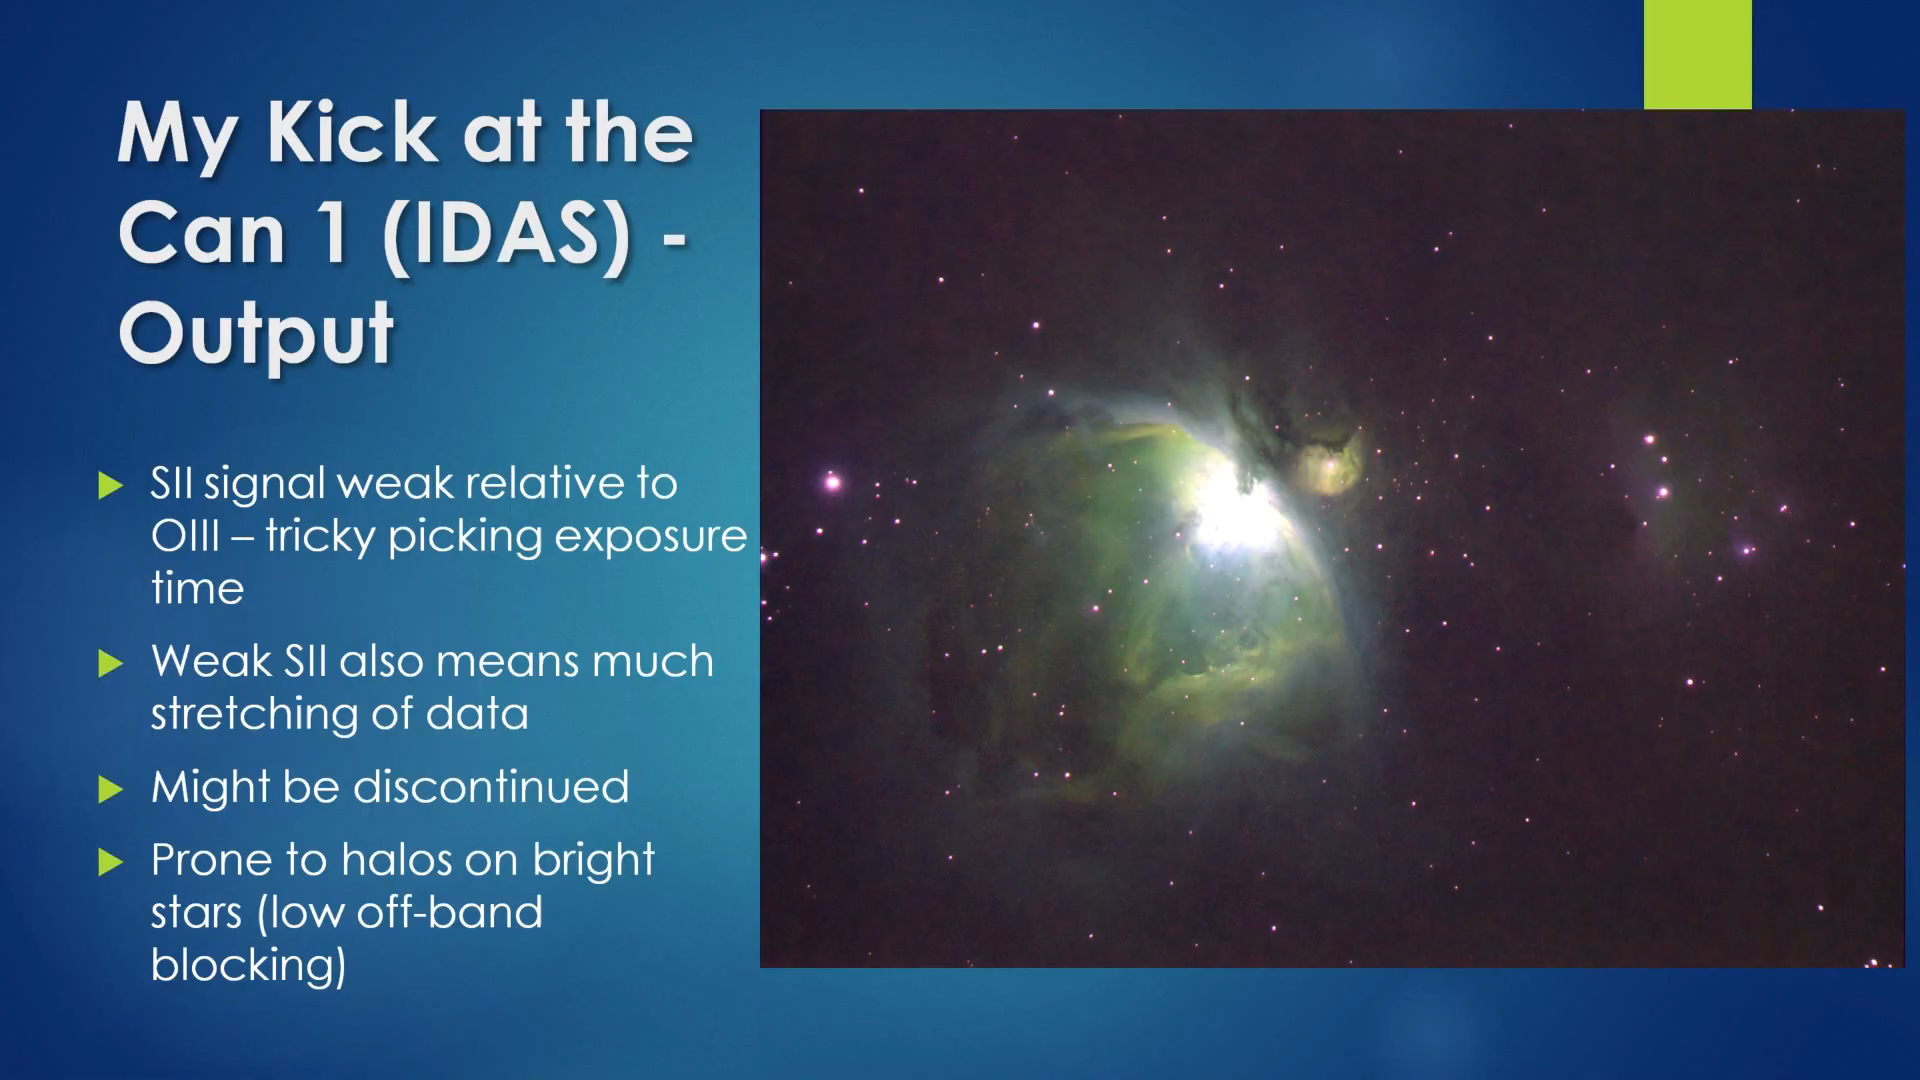 My Kick at the
Can 1 (IDAS) -
Output
SII signal weak relative to
OIII – tricky picking exposure
time
Weak SII also means much
stretching of data
Might be discontinued
Prone to halos on bright
stars (low off-band
blocking)